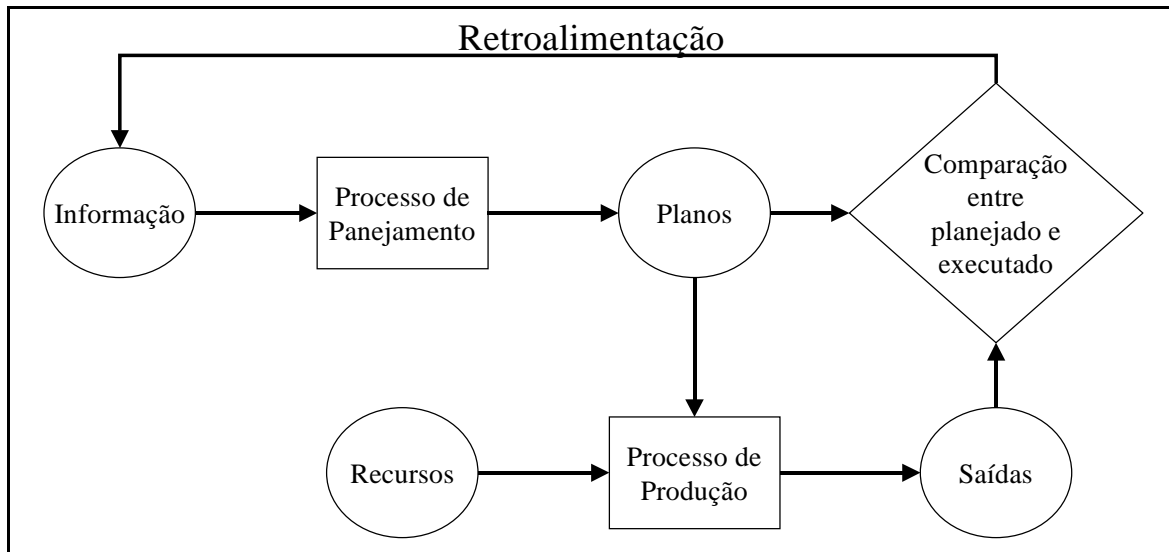 Retroalimentação
Informação
Processo de
Panejamento
Planos
Comparação
entre
planejado e
executado
Recursos
Processo de
Produção
Saídas